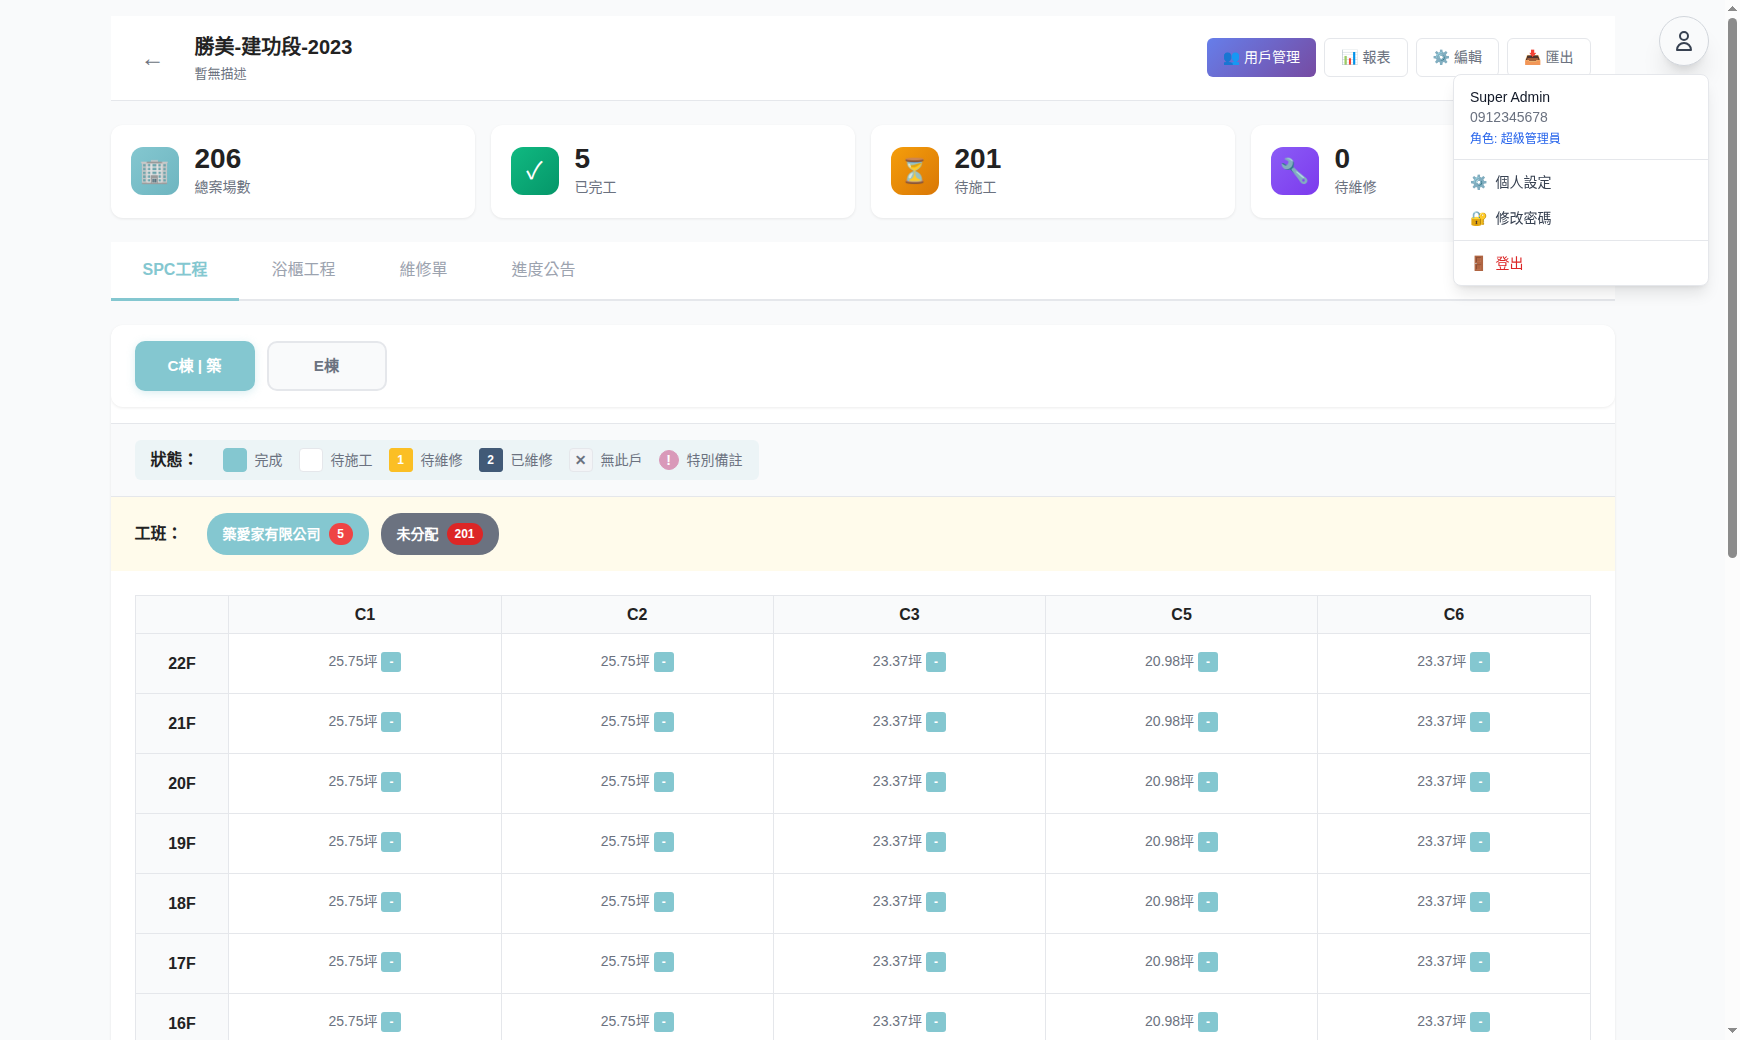 ←
勝美-建功段-2023
暫無描述
用戶管理
報表
編輯
匯出
Super Admin
0912345678
角色: 超級管理員
個人設定
修改密碼
登出
206
總案場數
✓
5
已完工
201
待施工
0
待維修
SPC工程
浴櫃工程
維修單
進度公告
C棟 | 築
E棟
狀態：
完成
待施工
1 待維修
2 已維修
✕ 無此戶
! 特別備註
工班：
築愛家有限公司 5
未分配 201
C1 C2 C3 C5 C6
22F 25.75坪 - 25.75坪 - 23.37坪 - 20.98坪 - 23.37坪 -
21F 25.75坪 - 25.75坪 - 23.37坪 - 20.98坪 - 23.37坪 -
20F 25.75坪 - 25.75坪 - 23.37坪 - 20.98坪 - 23.37坪 -
19F 25.75坪 - 25.75坪 - 23.37坪 - 20.98坪 - 23.37坪 -
18F 25.75坪 - 25.75坪 - 23.37坪 - 20.98坪 - 23.37坪 -
17F 25.75坪 - 25.75坪 - 23.37坪 - 20.98坪 - 23.37坪 -
16F 25.75坪 - 25.75坪 - 23.37坪 - 20.98坪 - 23.37坪 -